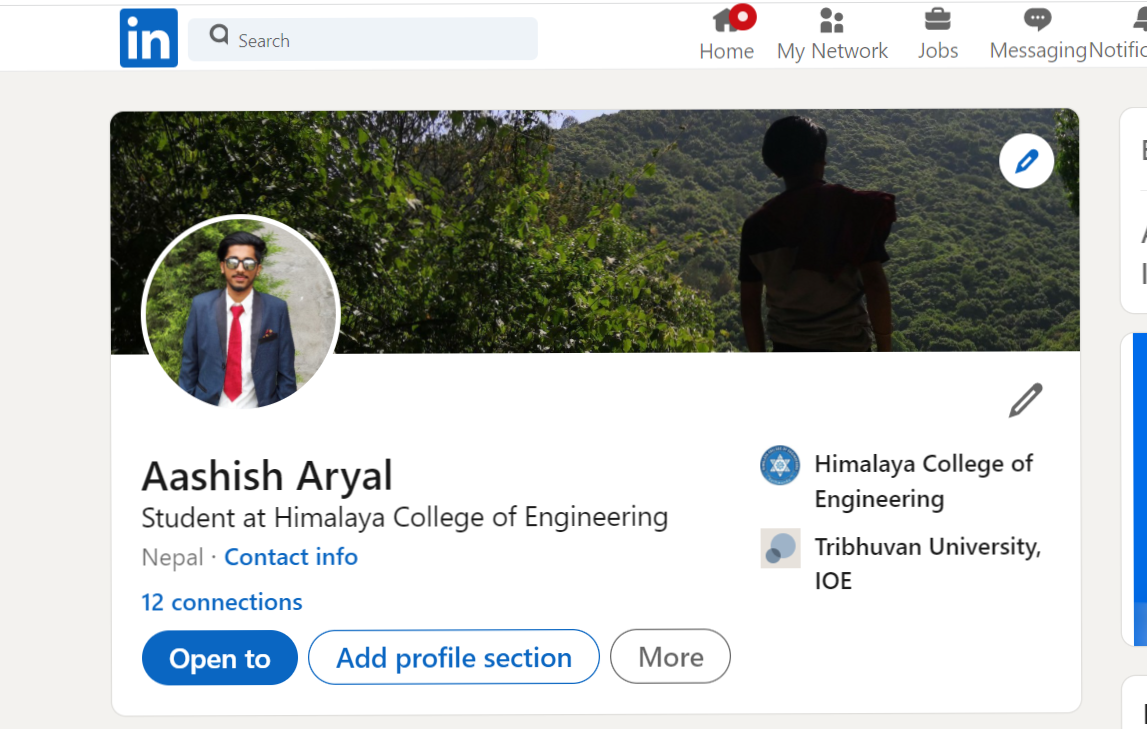 in
Search
Home
My Network
Jobs
Messaging
Aashish Aryal
Student at Himalaya College of Engineering
Nepal · Contact info
12 connections
Open to
Add profile section
More
Himalaya College of
Engineering
Tribhuvan University,
IOE